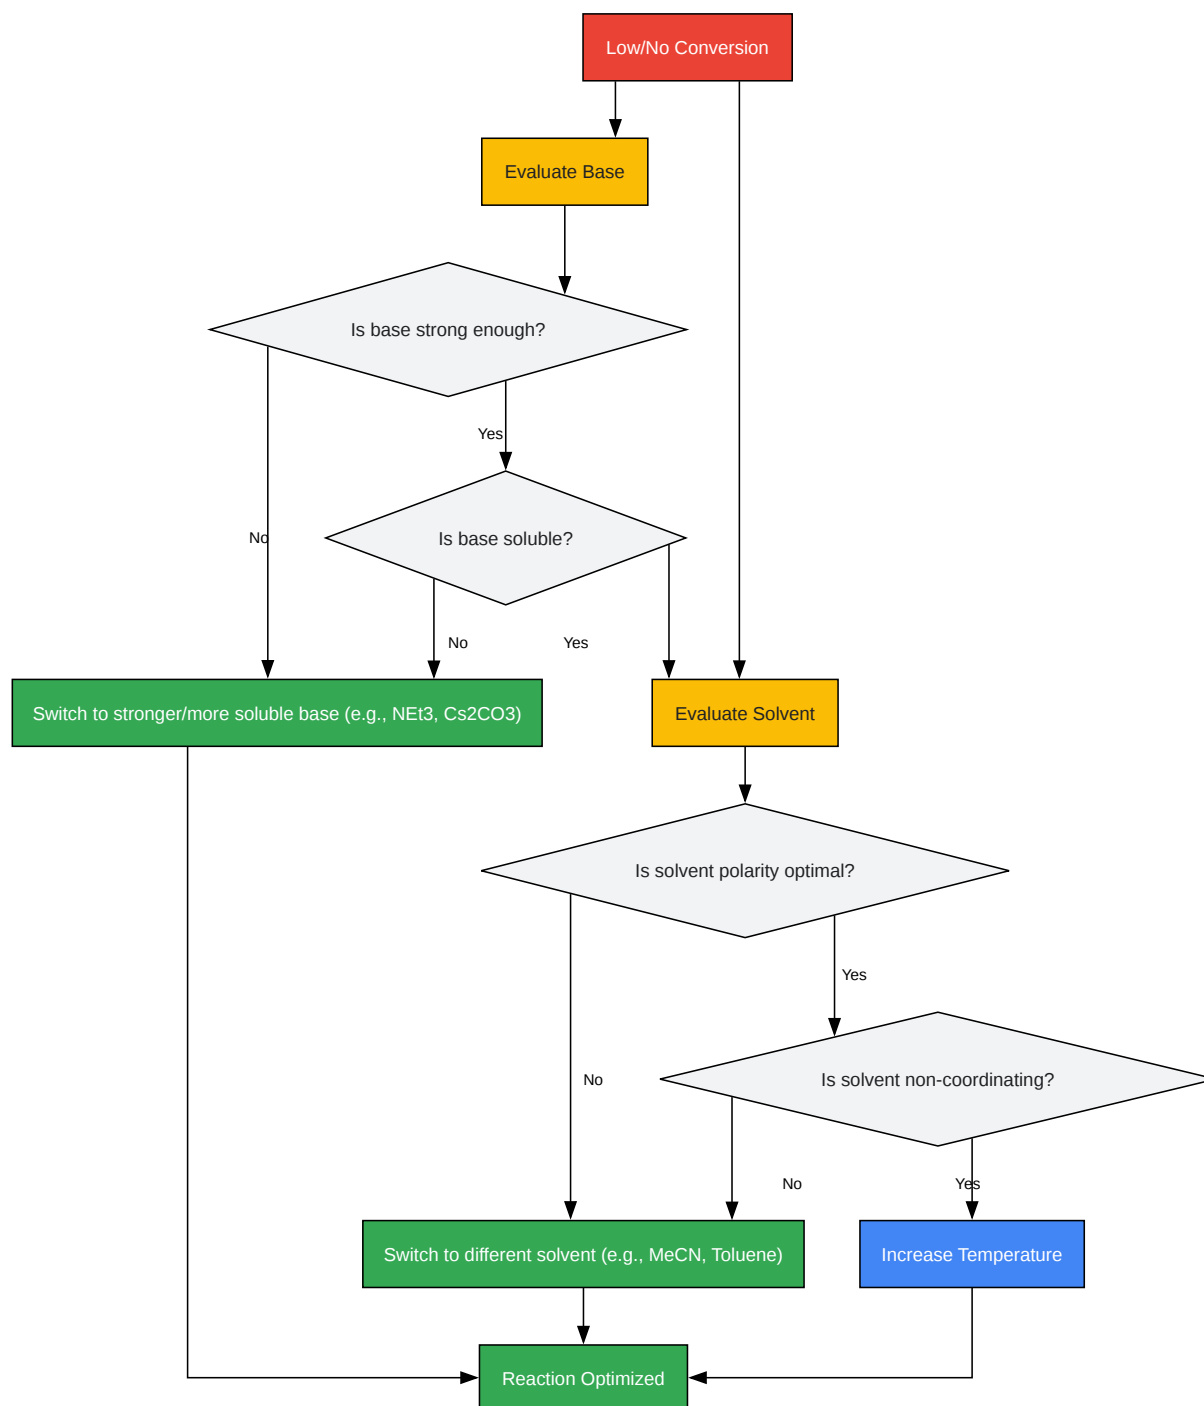 Low/No Conversion
Evaluate Base
Is base strong enough?
Yes
No
Is base soluble?
No
Yes
Switch to stronger/more soluble base (e.g., NEt3, Cs2CO3)
Evaluate Solvent
Is solvent polarity optimal?
Yes
No
Is solvent non-coordinating?
No
Yes
Switch to different solvent (e.g., MeCN, Toluene)
Increase Temperature
Reaction Optimized